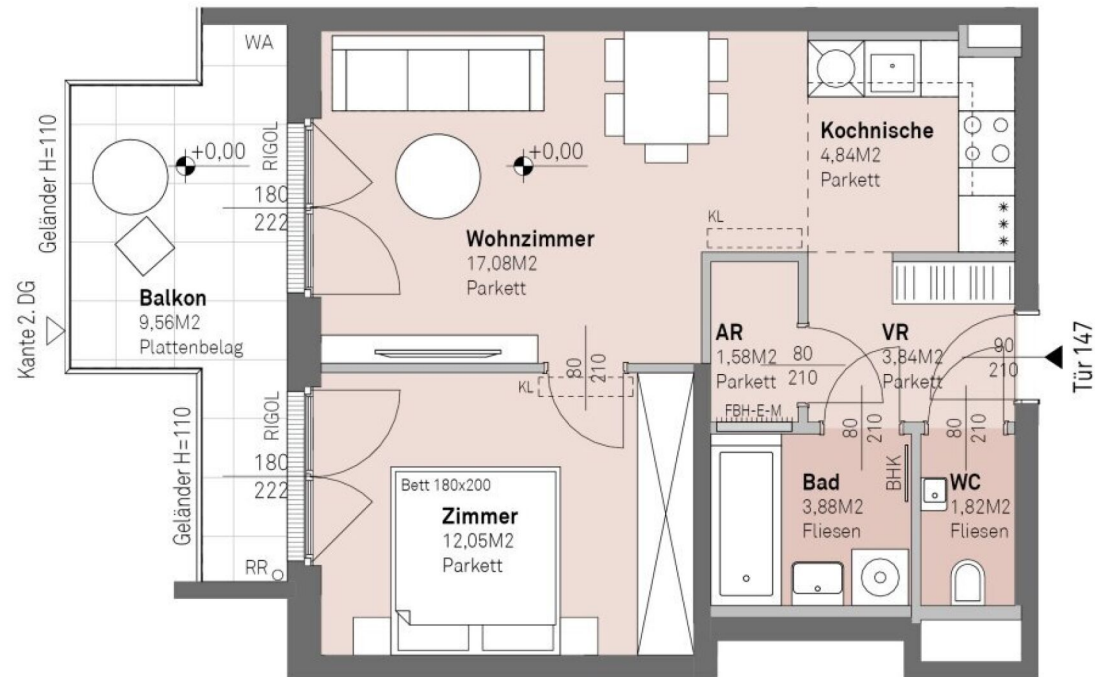 WA
Geländer H=110
RIGOL
+0,00
180
222
Balkon
9,56M2
Plattenbelag
Kante 2. DG
Geländer H=110
RIGOL
180
222
RR
+0,00
Wohnzimmer
17,08M2
Parkett
KL
Kochnische
4,84M2
Parkett
AR
1,58M2
Parkett
FBH-E-M
80
210
VR
3,84M2
Parkett
90
210
Tür 147
80
210
KL
Bett 180x200
Zimmer
12,05M2
Parkett
80
210
Bad
3,88M2
Fliesen
BHK
80
210
WC
1,82M2
Fliesen